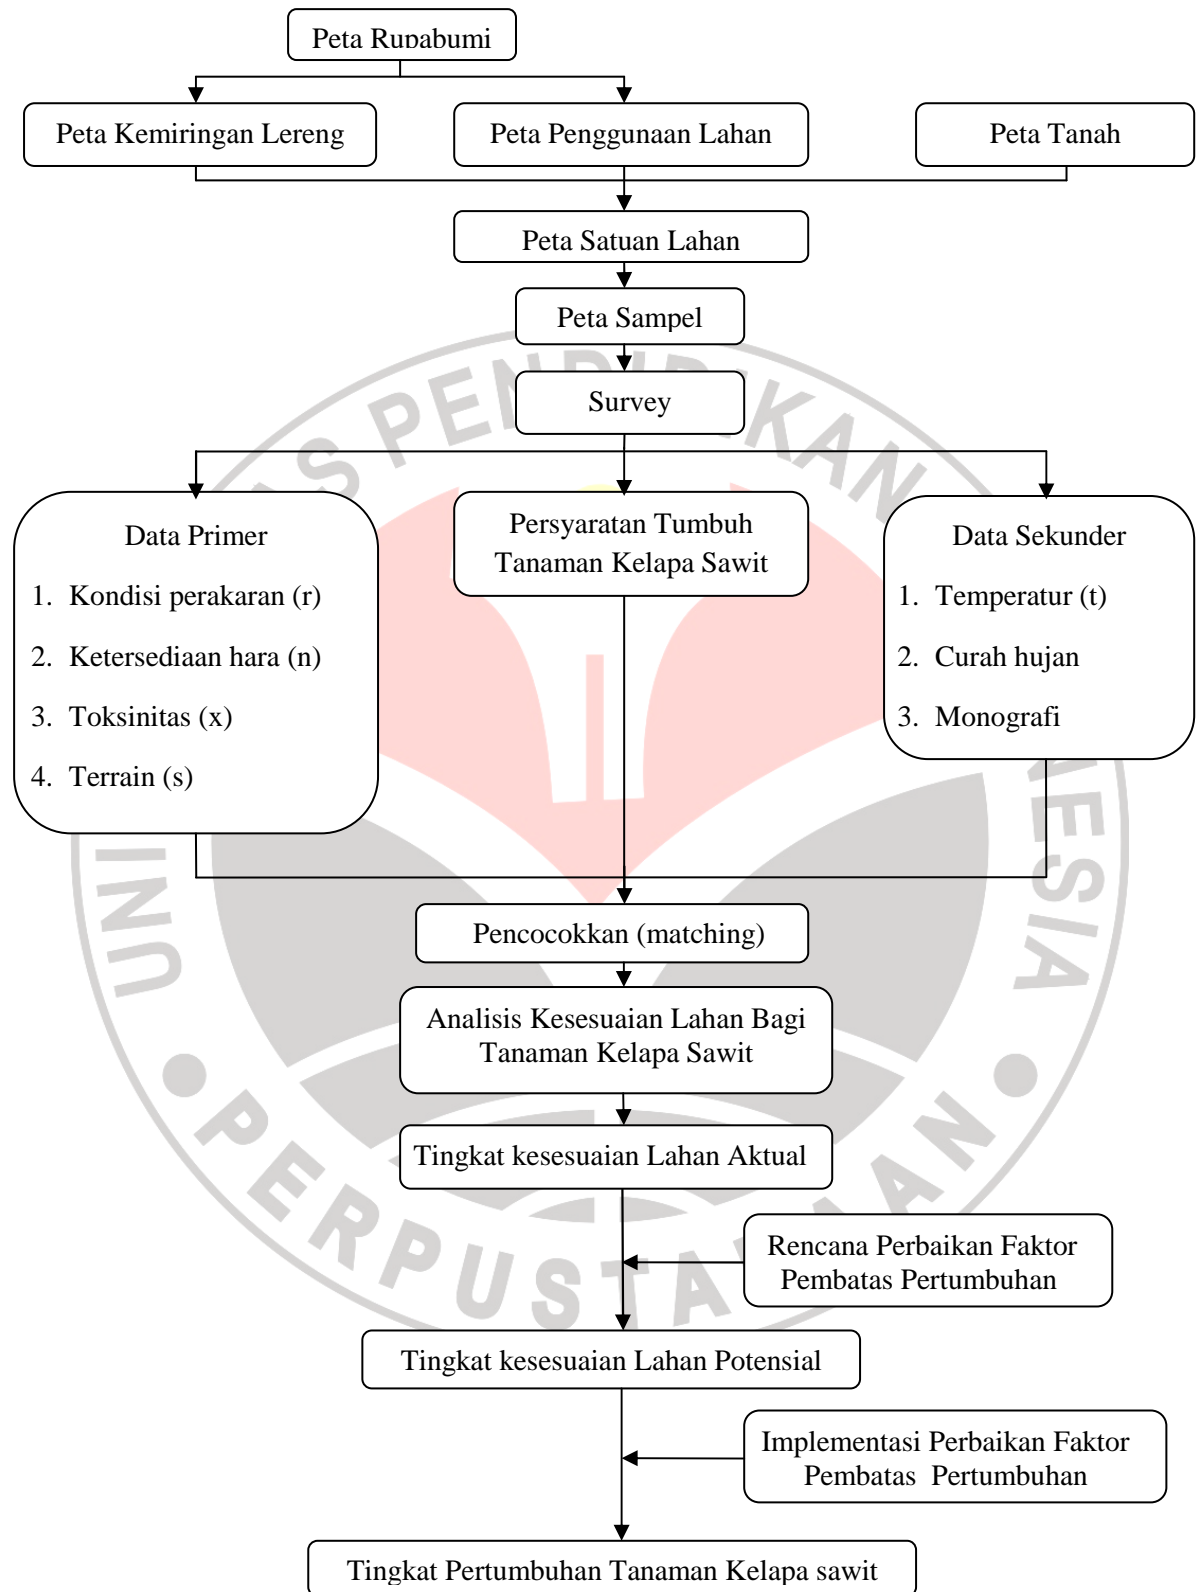 Peta Rupabumi
Peta Kemiringan Lereng
Peta Penggunaan Lahan
Peta Tanah
Peta Satuan Lahan
Peta Sampel
Survey
Data Primer
1. Kondisi perakaran (r)
2. Ketersediaan hara (n)
3. Toksinitas (x)
4. Terrain (s)
Persyaratan Tumbuh
Tanaman Kelapa Sawit
Data Sekunder
1. Temperatur (t)
2. Curah hujan
3. Monografi
Pencocokkan (matching)
Analisis Kesesuaian Lahan Bagi
Tanaman Kelapa Sawit
Tingkat kesesuaian Lahan Aktual
Rencana Perbaikan Faktor
Pembatas Pertumbuhan
Tingkat kesesuaian Lahan Potensial
Implementasi Perbaikan Faktor
Pembatas Pertumbuhan
Tingkat Pertumbuhan Tanaman Kelapa sawit
PERPUSTAKAAN